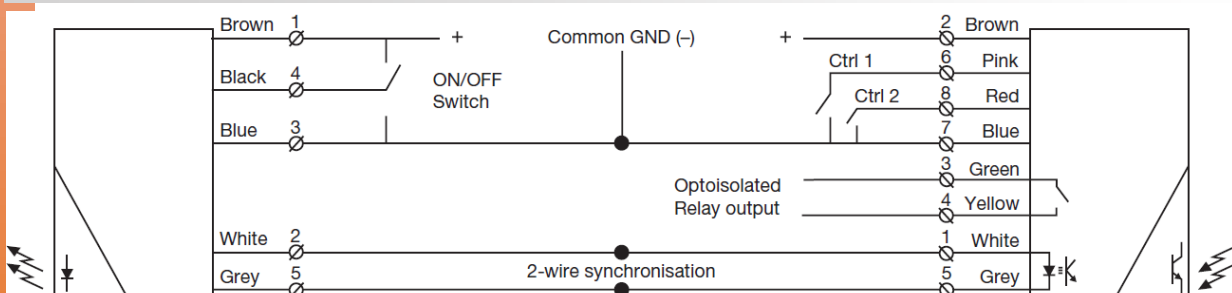 Brown 1
+
Common GND (–)
+
2 Brown
Ctrl 1
6 Pink
Black 4
ON/OFF
Switch
Ctrl 2
8 Red
Blue 3
7 Blue
3 Green
Optoisolated
Relay output
4 Yellow
White 2
1 White
2-wire synchronisation
Grey 5
5 Grey